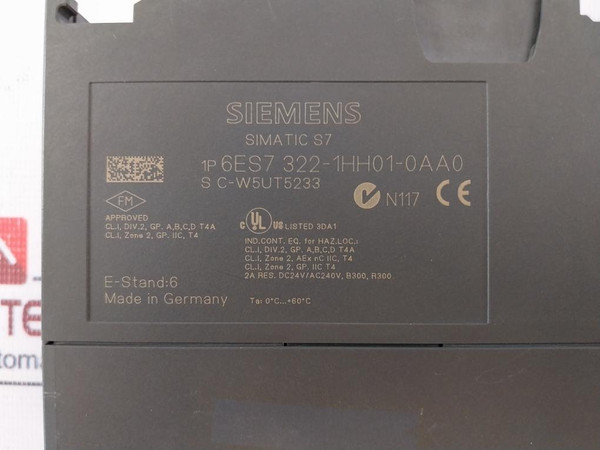 SIEMENS
SIMATIC S7
1P 6ES7 322-1HH01-0AA0
S C-W5UT5233
N117 CE
FM
APPROVED
CL.I, DIV.2, GP. A,B,C,D T4A
CL.I, Zone 2, GP. IIC, T4
C UL US LISTED 3DA1
IND.CONT. EQ. for HAZ.LOC.:
CL.I, DIV.2, GP. A,B,C,D T4A
CL.I, Zone 2, AEx nC IIC, T4
CL.I, Zone 2, GP. IIC T4
2A RES. DC24V/AC240V, B300, R300
E-Stand:6
Made in Germany
Ta: 0°C...+60°C